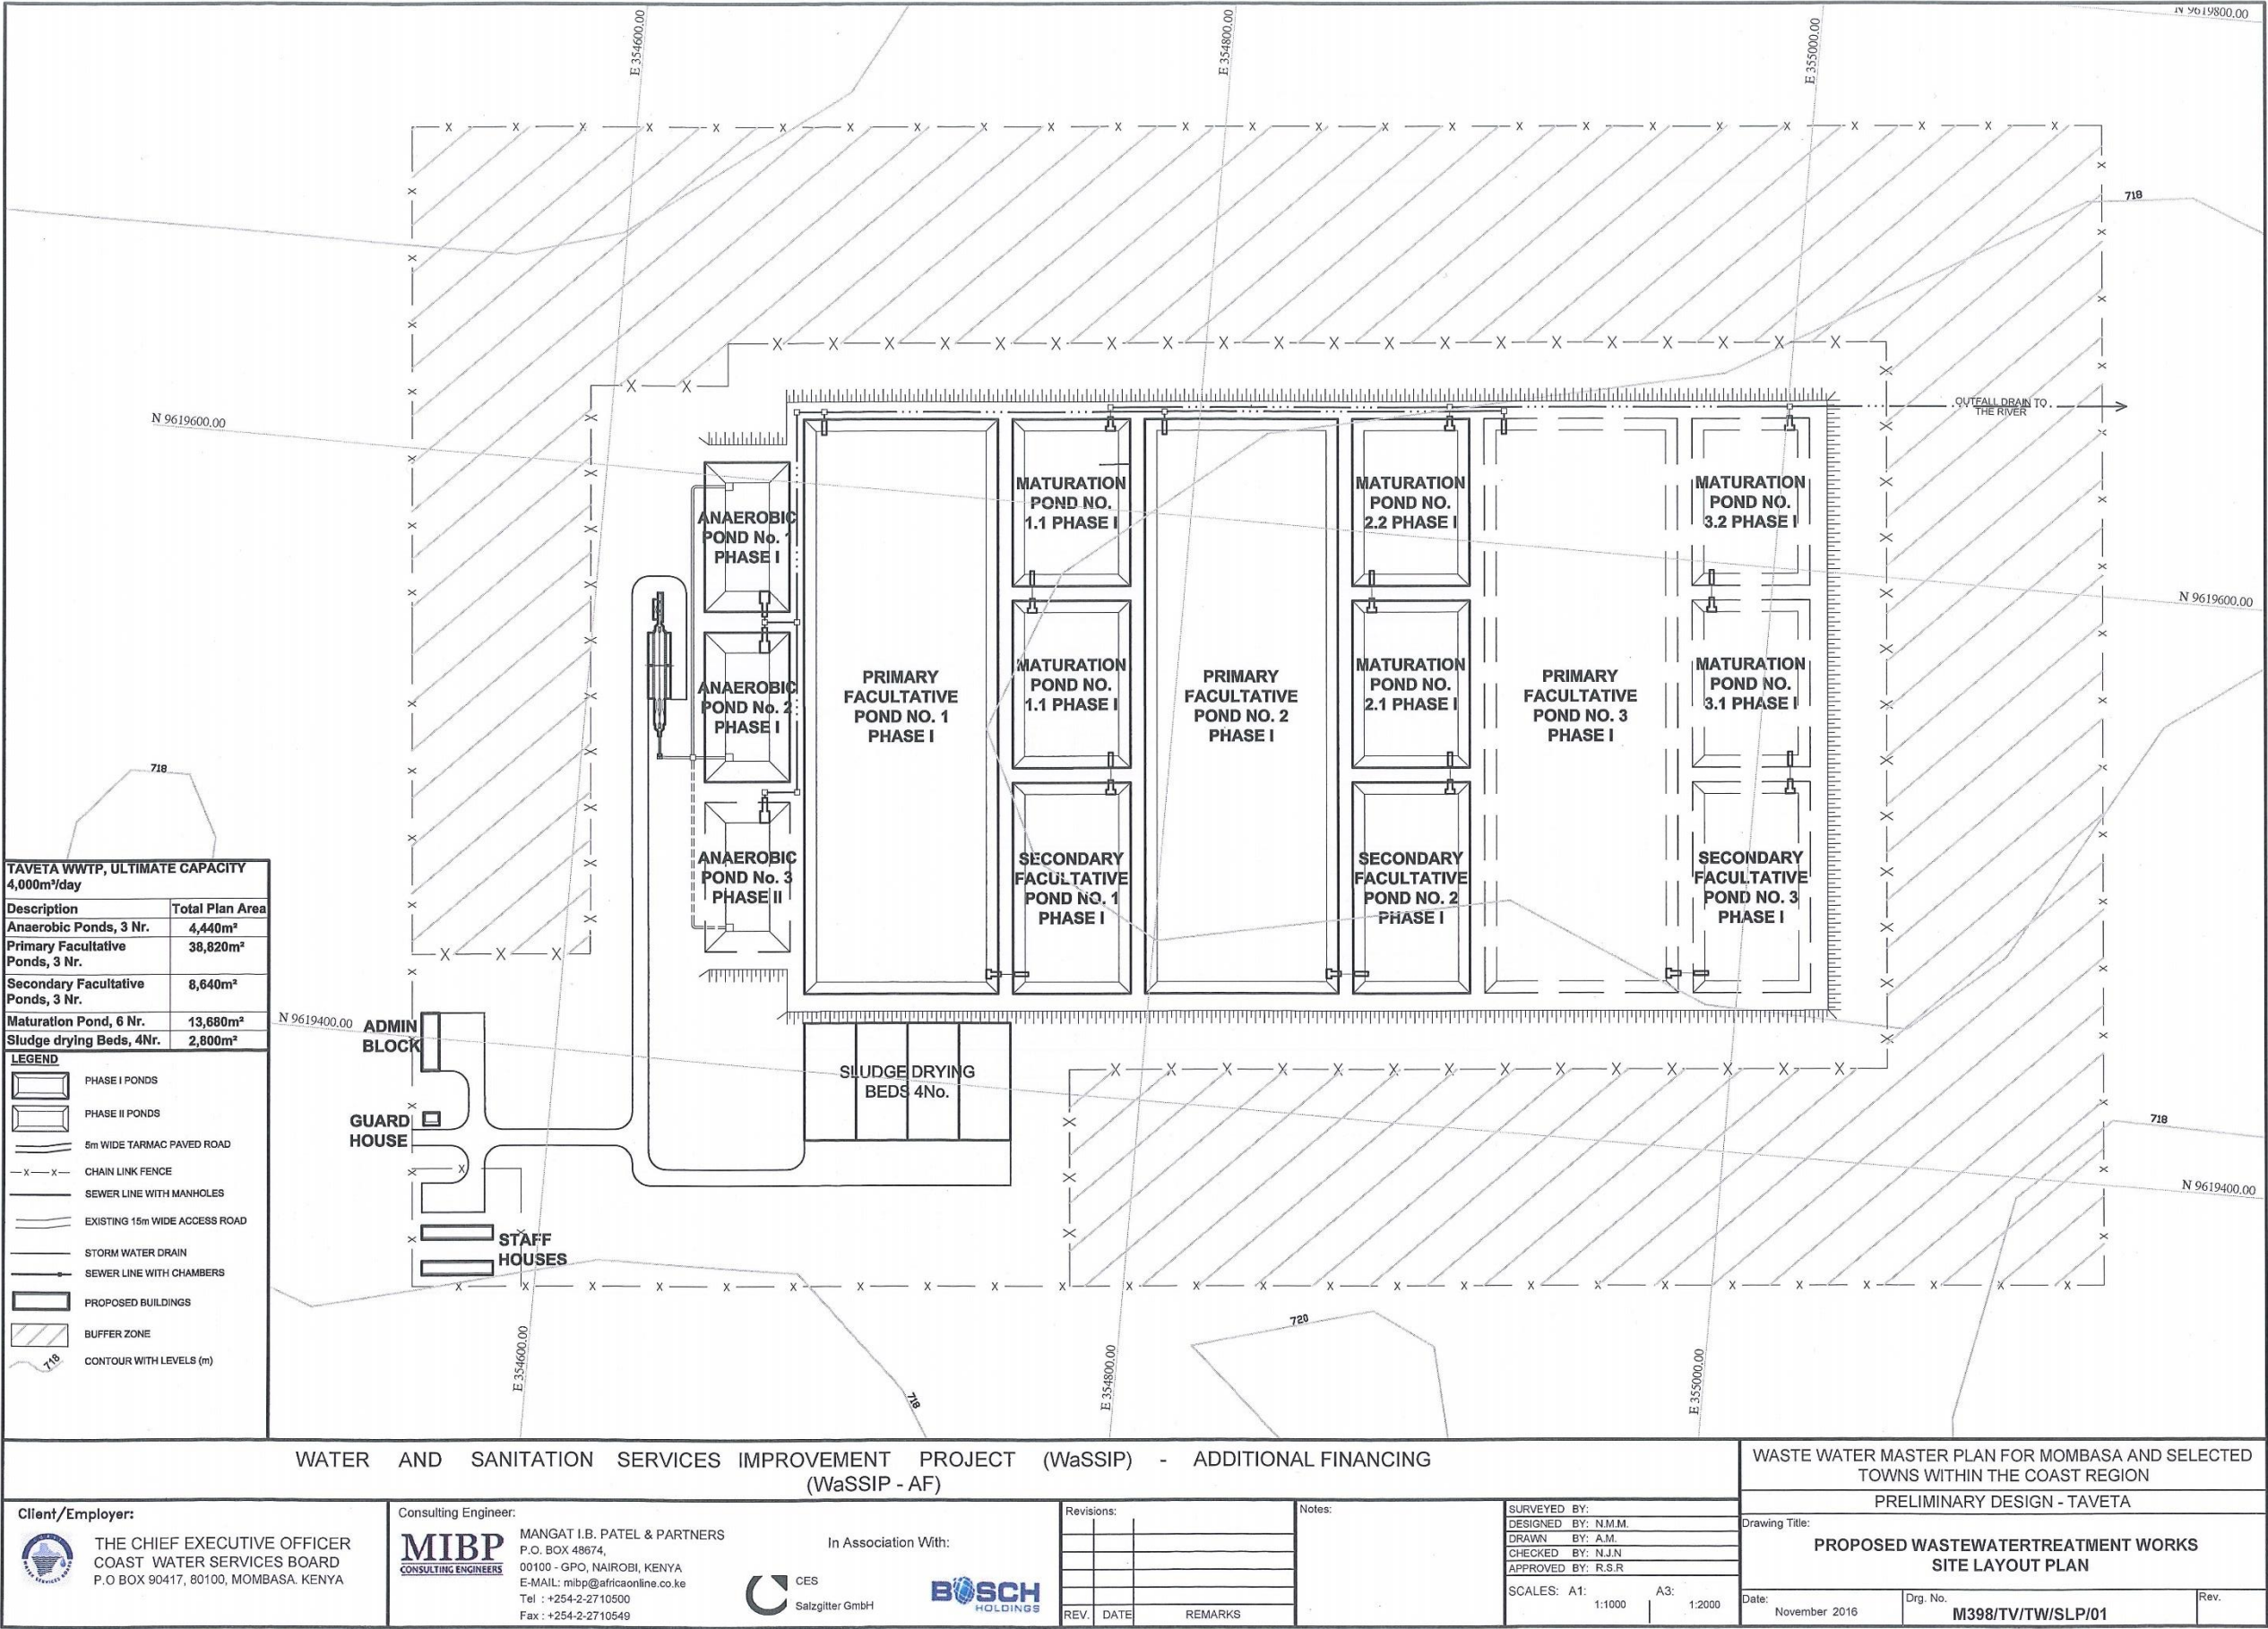 N 9619800.00
E 354600.00
E 354800.00
E 355000.00
718
N 9619600.00
OUTFALL DRAIN TO
THE RIVER
ANAEROBIC
POND No. 1
PHASE I
ANAEROBIC
POND No. 2
PHASE I
ANAEROBIC
POND No. 3
PHASE II
PRIMARY
FACULTATIVE
POND NO. 1
PHASE I
MATURATION
POND NO.
1.1 PHASE I
MATURATION
POND NO.
1.1 PHASE I
SECONDARY
FACULTATIVE
POND NO. 1
PHASE I
PRIMARY
FACULTATIVE
POND NO. 2
PHASE I
MATURATION
POND NO.
2.2 PHASE I
MATURATION
POND NO.
2.1 PHASE I
SECONDARY
FACULTATIVE
POND NO. 2
PHASE I
PRIMARY
FACULTATIVE
POND NO. 3
PHASE I
MATURATION
POND NO.
3.2 PHASE I
MATURATION
POND NO.
3.1 PHASE I
SECONDARY
FACULTATIVE
POND NO. 3
PHASE I
N 9619600.00
718
N 9619400.00
ADMIN
BLOCK
SLUDGE DRYING
BEDS 4No.
GUARD
HOUSE
STAFF
HOUSES
718
N 9619400.00
720
718
E 354600.00
E 354800.00
E 355000.00
TAVETA WWTP, ULTIMATE CAPACITY
4,000m³/day
Description Total Plan Area
Anaerobic Ponds, 3 Nr. 4,440m²
Primary Facultative 38,820m²
Ponds, 3 Nr.
Secondary Facultative 8,640m²
Ponds, 3 Nr.
Maturation Pond, 6 Nr. 13,680m²
Sludge drying Beds, 4Nr. 2,800m²
LEGEND
PHASE I PONDS
PHASE II PONDS
5m WIDE TARMAC PAVED ROAD
—X—X— CHAIN LINK FENCE
SEWER LINE WITH MANHOLES
EXISTING 15m WIDE ACCESS ROAD
STORM WATER DRAIN
SEWER LINE WITH CHAMBERS
PROPOSED BUILDINGS
BUFFER ZONE
718 CONTOUR WITH LEVELS (m)
WATER AND SANITATION SERVICES IMPROVEMENT PROJECT (WaSSIP) - ADDITIONAL FINANCING
(WaSSIP - AF)
Client/Employer:
THE CHIEF EXECUTIVE OFFICER
COAST WATER SERVICES BOARD
P.O BOX 90417, 80100, MOMBASA. KENYA
Consulting Engineer:
MIBP
CONSULTING ENGINEERS
MANGAT I.B. PATEL & PARTNERS
P.O. BOX 48674,
00100 - GPO, NAIROBI, KENYA
E-MAIL: mibp@africaonline.co.ke
Tel : +254-2-2710500
Fax : +254-2-2710549
In Association With:
CES
Salzgitter GmbH
BOSCH
HOLDINGS
Revisions:
REV. DATE REMARKS
Notes:
SURVEYED BY:
DESIGNED BY: N.M.M.
DRAWN BY: A.M.
CHECKED BY: N.J.N
APPROVED BY: R.S.R
SCALES: A1: A3:
1:1000 1:2000
WASTE WATER MASTER PLAN FOR MOMBASA AND SELECTED
TOWNS WITHIN THE COAST REGION
PRELIMINARY DESIGN - TAVETA
Drawing Title:
PROPOSED WASTEWATERTREATMENT WORKS
SITE LAYOUT PLAN
Date: Drg. No. Rev.
November 2016 M398/TV/TW/SLP/01